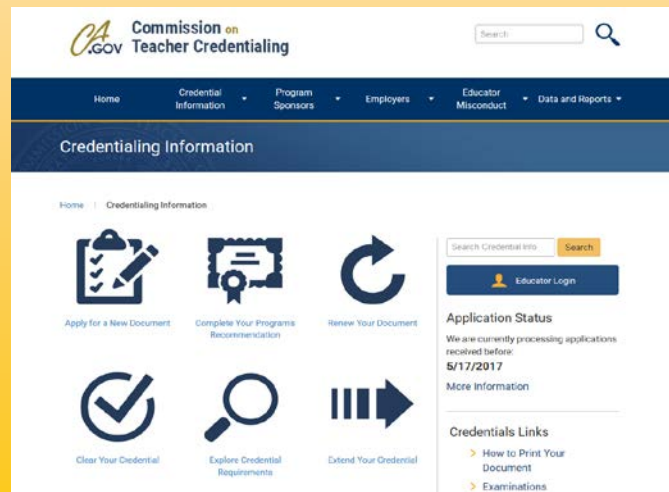 CA
.GOV
Commission on
Teacher Credentialing
Search
Home
Credential
Information
Program
Sponsors
Employers
Educator
Misconduct
Data and Reports
Credentialing Information
Home
Credentialing Information
Apply for a New Document
Complete Your Programs
Recommendation
Renew Your Document
Clear Your Credential
Explore Credential
Requirements
Extend Your Credential
Search Credential Info
Search
Educator Login
Application Status
We are currently processing applications
received before:
5/17/2017
More Information
Credentials Links
> How to Print Your
Document
> Examinations